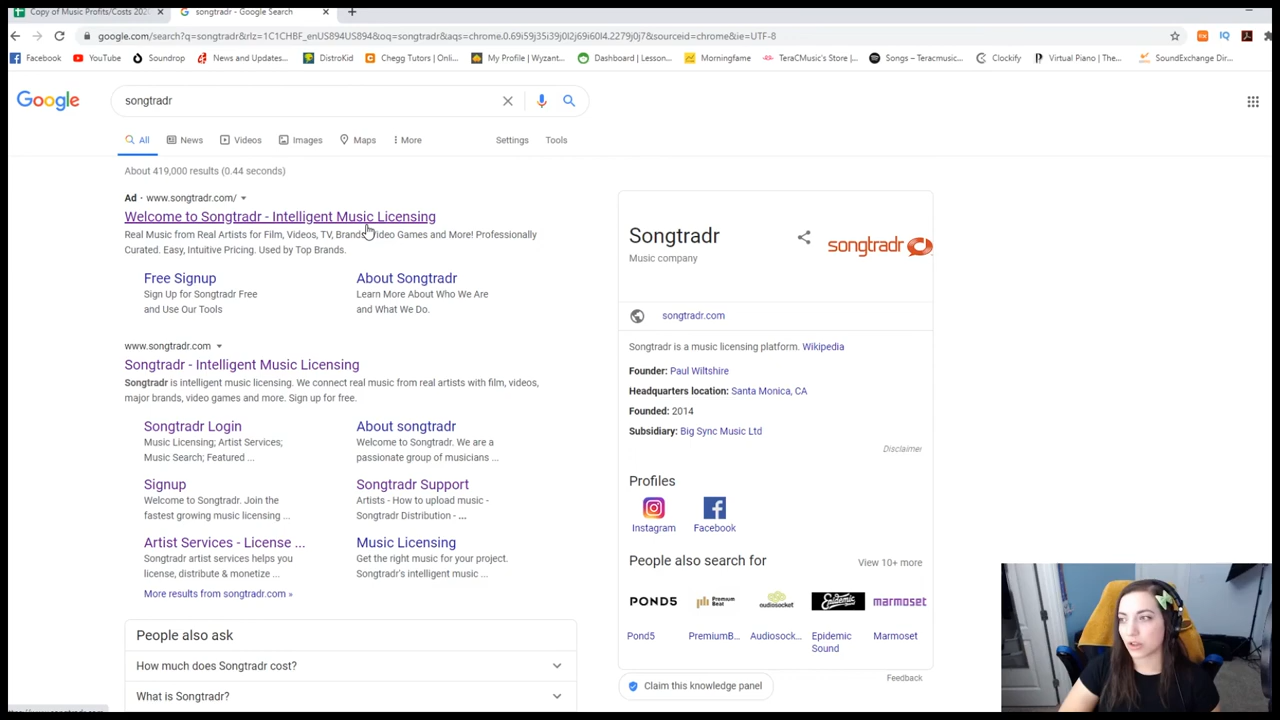 Copy of Music Profits/Costs 202
songtradr - Google Search
google.com/search?q=songtradr&rlz=1C1CHBF_enUS894US894&oq=songtradr&aqs=chrome.0.69i59j35i39j0l2j69i60l4.2279j0j7&sourceid=chrome&ie=UTF-8
Facebook YouTube Soundrop News and Updates... DistroKid Chegg Tutors | Onli... My Profile | Wyzant... Dashboard | Lesson... Morningfame TeraCMusic's Store |... Songs – Teracmusic... Clockify Virtual Piano | The... SoundExchange Dir...
Google
songtradr
All News Videos Images Maps More Settings Tools
About 419,000 results (0.44 seconds)
Ad · www.songtradr.com/
Welcome to Songtradr - Intelligent Music Licensing
Real Music from Real Artists for Film, Videos, TV, Brands, Video Games and More! Professionally
Curated. Easy, Intuitive Pricing. Used by Top Brands.
Free Signup
Sign Up for Songtradr Free
and Use Our Tools
About Songtradr
Learn More About Who We Are
and What We Do.
www.songtradr.com
Songtradr - Intelligent Music Licensing
Songtradr is intelligent music licensing. We connect real music from real artists with film, videos,
major brands, video games and more. Sign up for free.
Songtradr Login
Music Licensing; Artist Services;
Music Search; Featured ...
About songtradr
Welcome to Songtradr. We are a
passionate group of musicians ...
Signup
Welcome to Songtradr. Join the
fastest growing music licensing ...
Songtradr Support
Artists - How to upload music -
Songtradr Distribution - ...
Artist Services - License ...
Songtradr artist services helps you
license, distribute & monetize ...
Music Licensing
Get the right music for your project.
Songtradr's intelligent music ...
More results from songtradr.com »
People also ask
How much does Songtradr cost?
What is Songtradr?
Songtradr
Music company
songtradr
songtradr.com
Songtradr is a music licensing platform. Wikipedia
Founder: Paul Wiltshire
Headquarters location: Santa Monica, CA
Founded: 2014
Subsidiary: Big Sync Music Ltd
Disclaimer
Profiles
Instagram Facebook
People also search for
View 10+ more
POND5 Premium Beat audiosocket Epidemic marmoset
Pond5 PremiumB... Audiosock... Epidemic Sound Marmoset
Feedback
Claim this knowledge panel